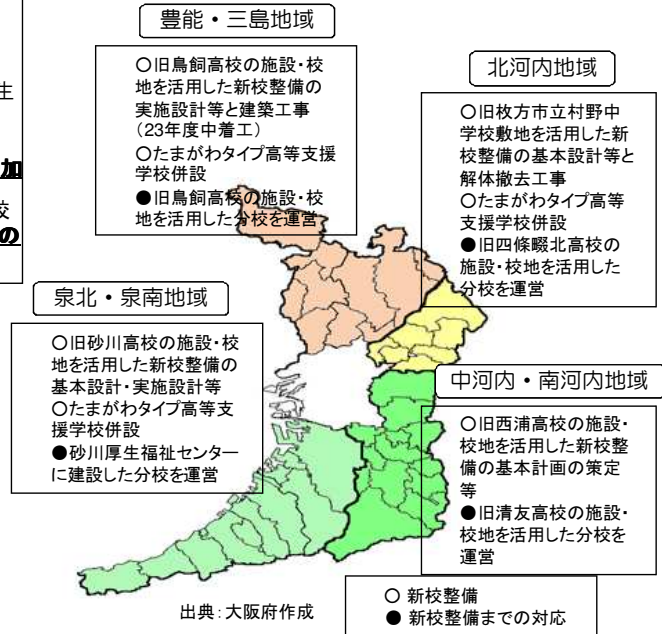 生
加
校
の
豊能・三島地域
○旧鳥飼高校の施設・校
地を活用した新校整備の
実施設計等と建築工事
（23年度中着工）
○たまがわタイプ高等支援
学校併設
●旧鳥飼高校の施設・校
地を活用した分校を運営
北河内地域
○旧枚方市立村野中
学校敷地を活用した新
校整備の基本設計等と
解体撤去工事
○たまがわタイプ高等
支援学校併設
●旧四條畷北高校の
施設・校地を活用した
分校を運営
泉北・泉南地域
○旧砂川高校の施設・校
地を活用した新校整備の
基本設計・実施設計等
○たまがわタイプ高等支
援学校併設
●砂川厚生福祉センター
に建設した分校を運営
中河内・南河内地域
○旧西浦高校の施設・
校地を活用した新校整
備の基本計画の策定
等
●旧清友高校の施設・
校地を活用した分校を
運営
出典：大阪府作成
○ 新校整備
● 新校整備までの対応